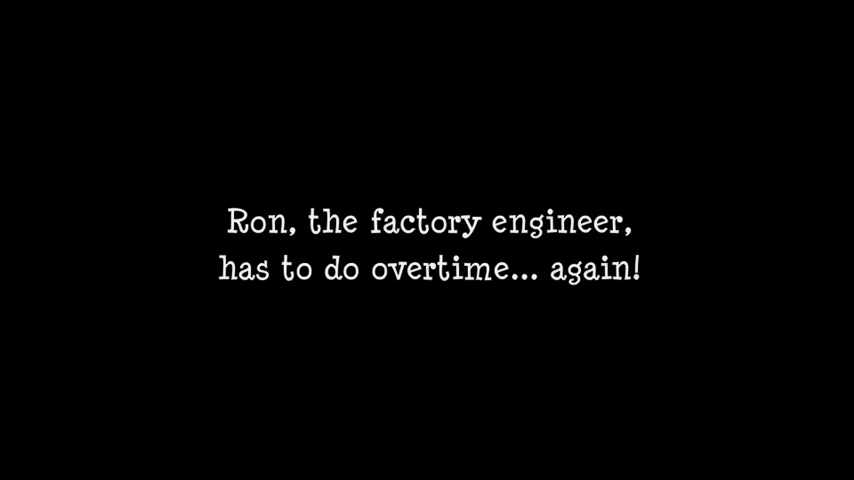 Ron, the factory engineer,
has to do overtime... again!